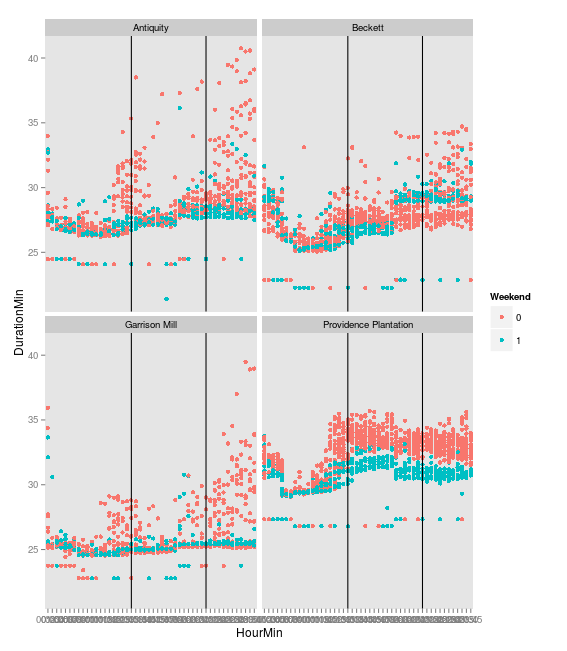 Antiquity
Beckett
40
35
30
25
Garrison Mill
Providence Plantation
40
35
30
25
DurationMin
HourMin
Weekend
0
1